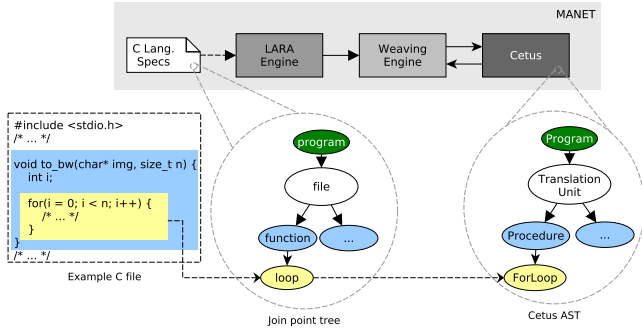 MANET
C Lang.
Specs
LARA
Engine
Weaving
Engine
Cetus
#include <stdio.h>
/* ... */
void to_bw(char* img, size_t n) {
int i;
for(i = 0; i < n; i++) {
/* ... */
}
}
/* ... */
Example C file
program
file
function
...
loop
Join point tree
Program
Translation
Unit
Procedure
...
ForLoop
Cetus AST